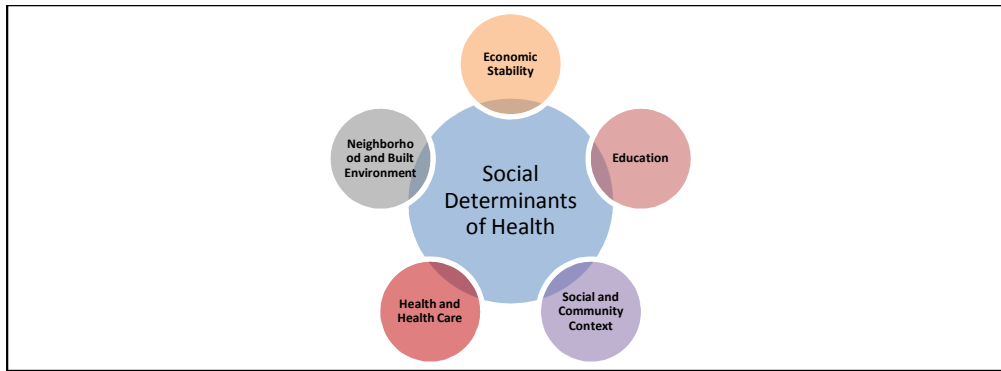 Economic
Stability
Neighborho
od and Built
Environment
Education
Social
Determinants
of Health
Health and
Health Care
Social and
Community
Context